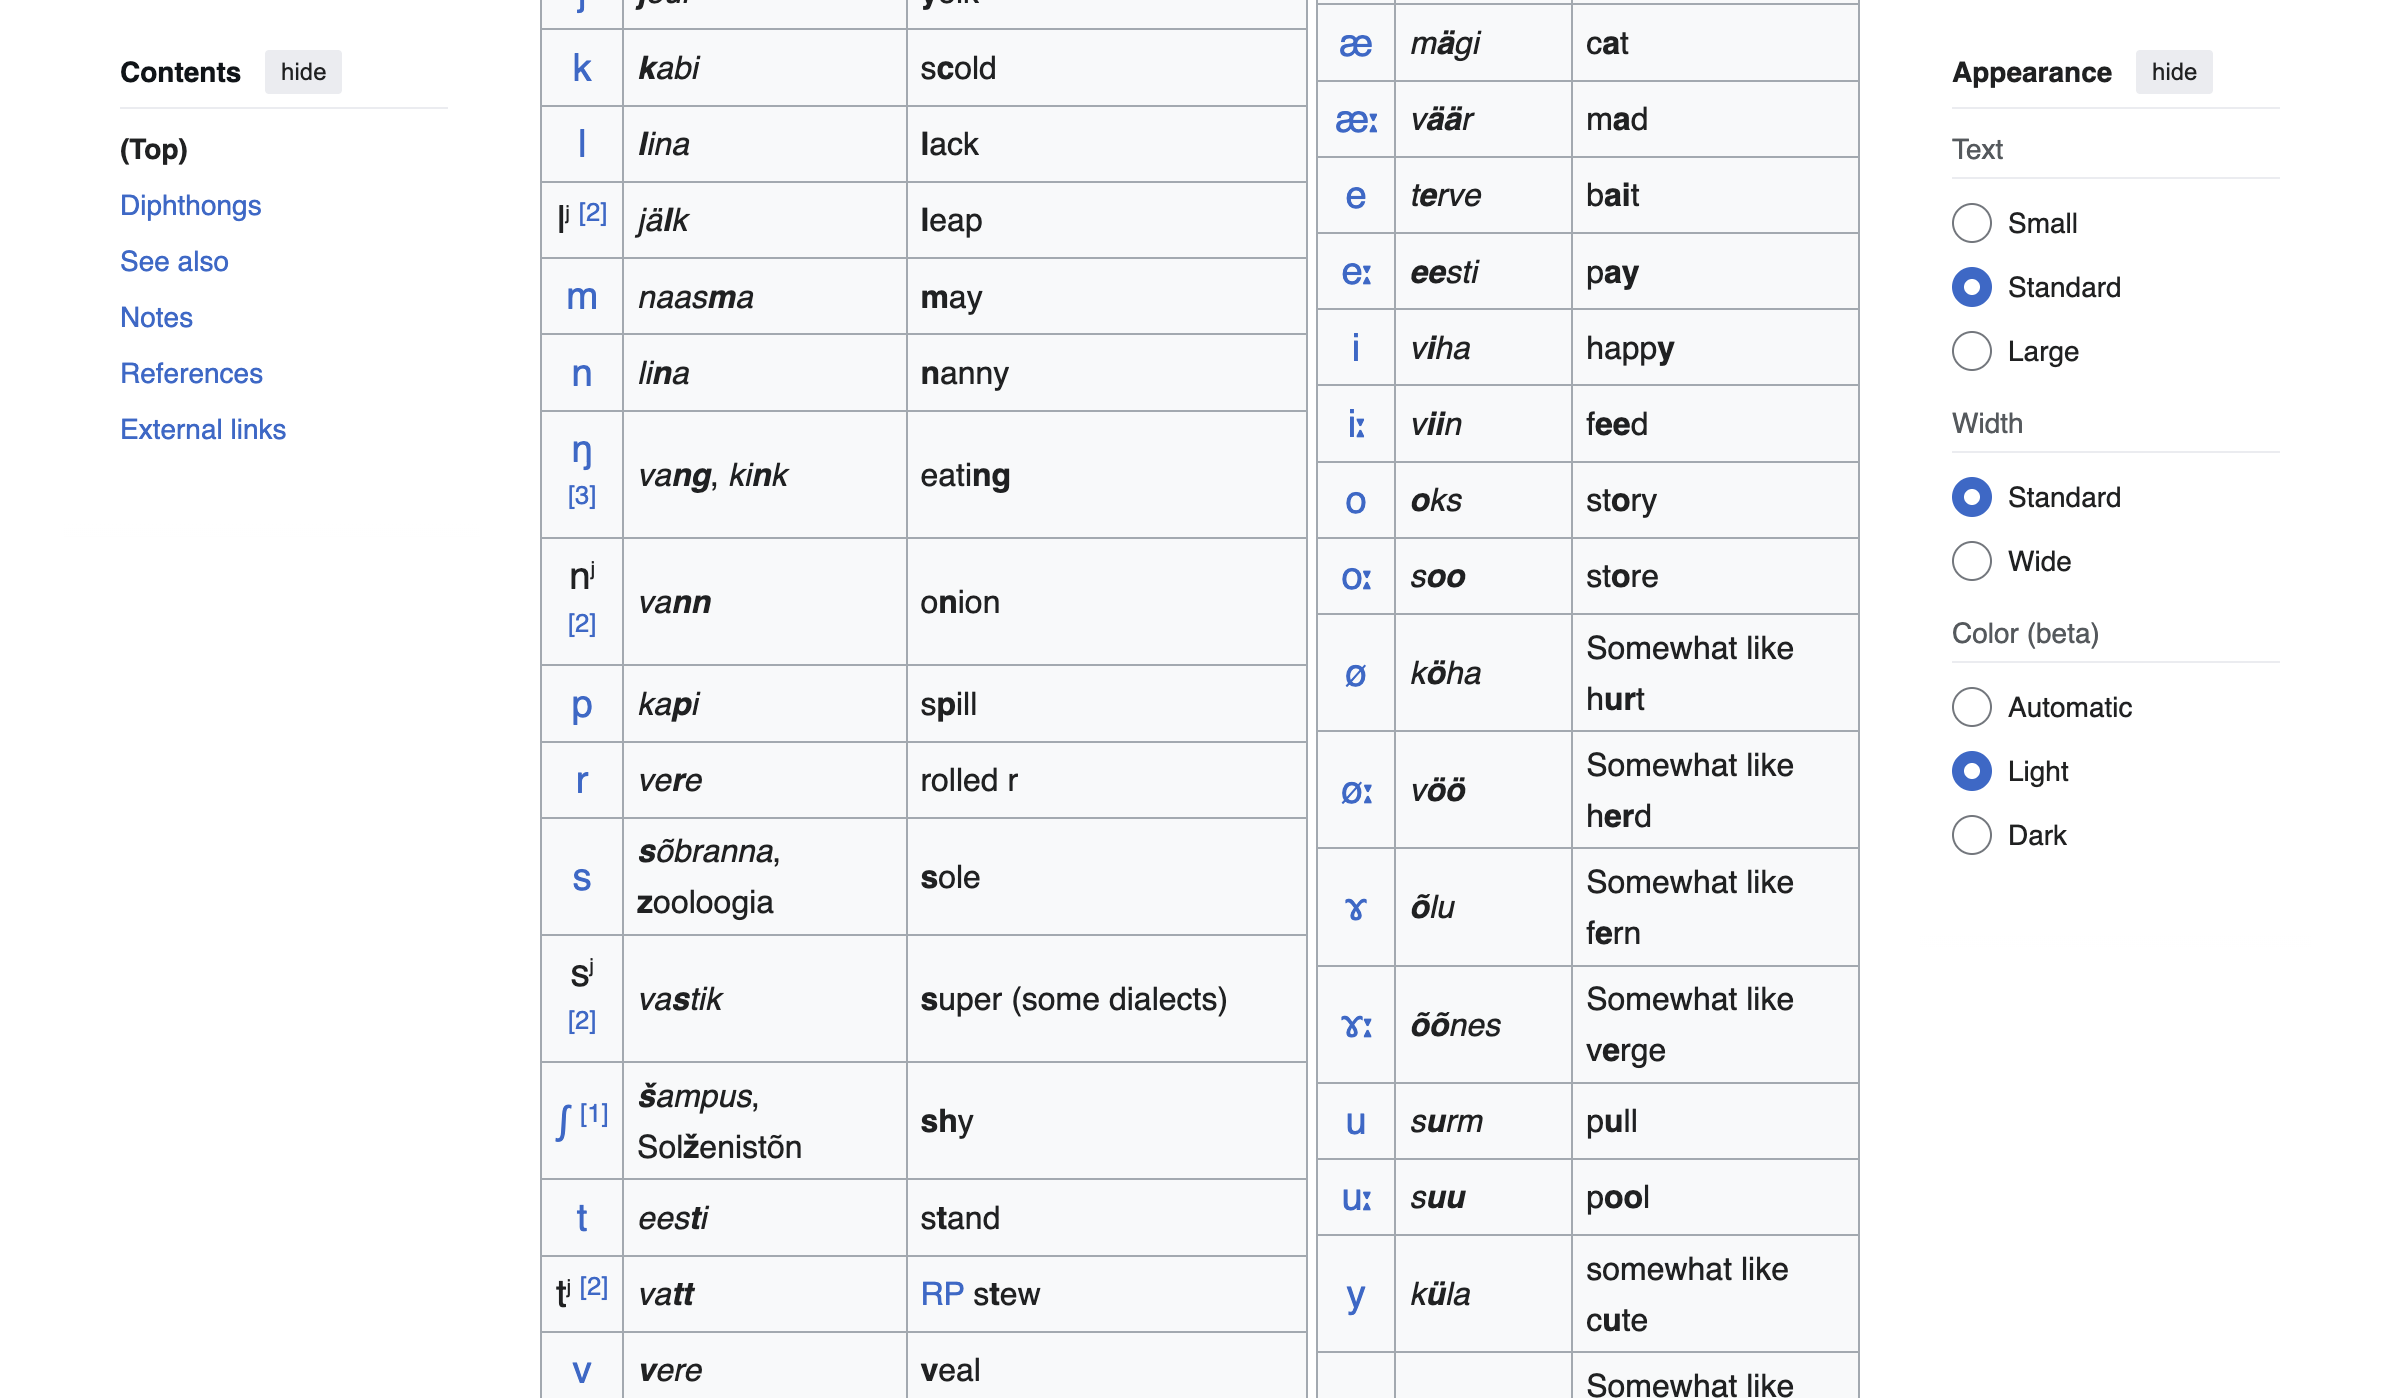 Contents hide
(Top)
Diphthongs
See also
Notes
References
External links
k kabi scold
l lina lack
lʲ [2] jälk leap
m naasma may
n lina nanny
ŋ
[3] vang, kink eating
nʲ
[2] vann onion
p kapi spill
r vere rolled r
s sõbranna,
zooloogia sole
sʲ
[2] vastik super (some dialects)
ʃ [1] šampus,
Solženistõn shy
t eesti stand
tʲ [2] vatt RP stew
v vere veal
æ mägi cat
æː väär mad
e terve bait
eː eesti pay
i viha happy
iː viin feed
o oks story
oː soo store
ø köha Somewhat like
hurt
øː vöö Somewhat like
herd
ɤ õlu Somewhat like
fern
ɤː õõnes Somewhat like
verge
u surm pull
uː suu pool
y küla somewhat like
cute
Somewhat like
Appearance hide
Text
Small
Standard
Large
Width
Standard
Wide
Color (beta)
Automatic
Light
Dark